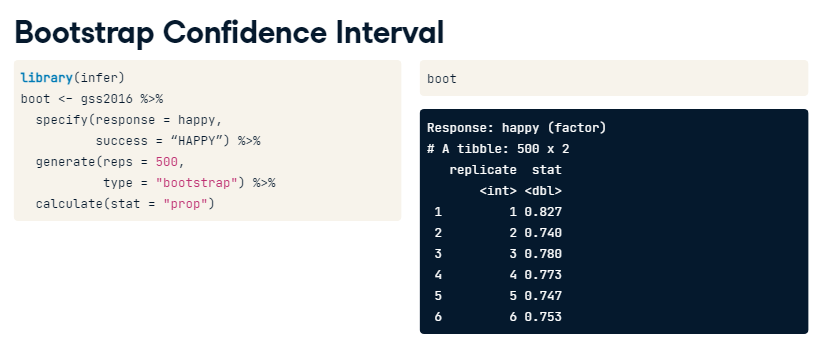 Bootstrap Confidence Interval
library(infer)
boot <- gss2016 %>%
  specify(response = happy,
          success = “HAPPY”) %>%
  generate(reps = 500,
           type = "bootstrap") %>%
  calculate(stat = "prop")
boot
Response: happy (factor)
# A tibble: 500 x 2
   replicate  stat
       <int> <dbl>
 1         1 0.827
 2         2 0.740
 3         3 0.780
 4         4 0.773
 5         5 0.747
 6         6 0.753